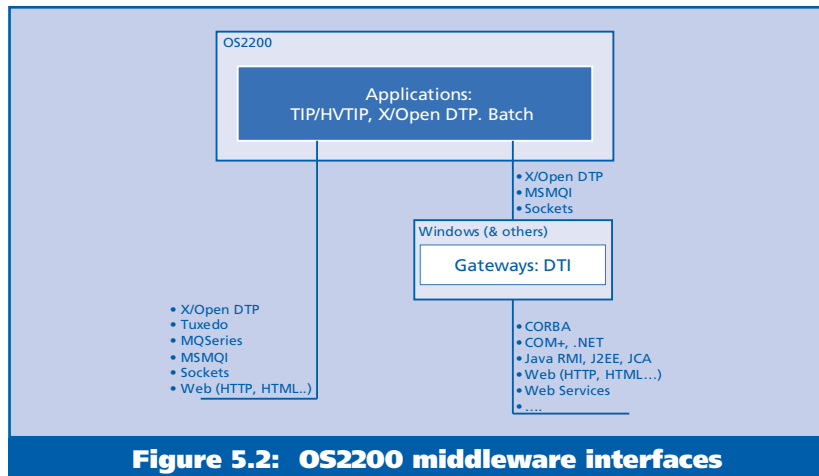 OS2200
Applications:
TIP/HVTIP, X/Open DTP. Batch
• X/Open DTP
• MSMQI
• Sockets
Windows (& others)
Gateways: DTI
• X/Open DTP
• Tuxedo
• MQSeries
• MSMQI
• Sockets
• Web (HTTP, HTML..)
• CORBA
• COM+, .NET
• Java RMI, J2EE, JCA
• Web (HTTP, HTML…)
• Web Services
• ….
Figure 5.2: OS2200 middleware interfaces